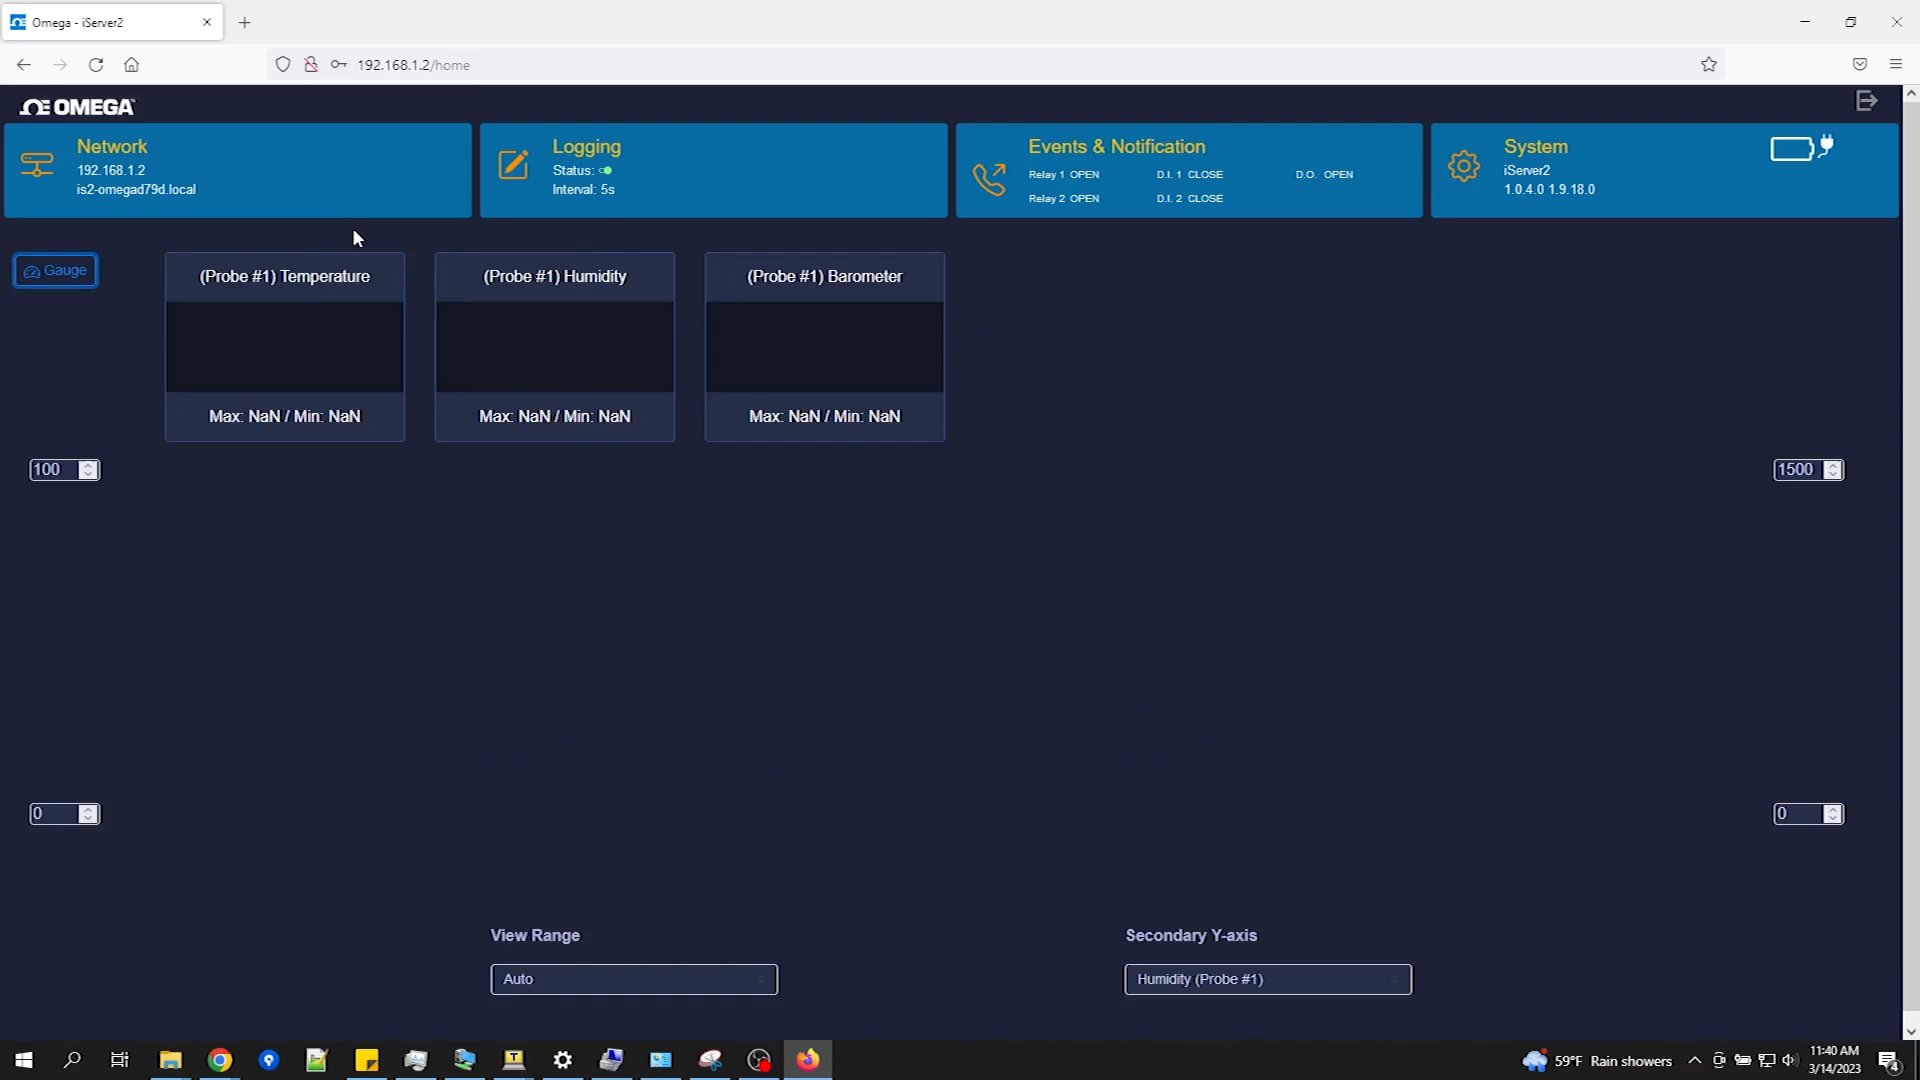 Omega - iServer2
192.168.1.2/home
OMEGA
Network
192.168.1.2
is2-omegad79d.local
Logging
Status:
Interval: 5s
Events & Notification
Relay 1 OPEN D.I. 1 CLOSE D.O. OPEN
Relay 2 OPEN D.I. 2 CLOSE
System
iServer2
1.0.4.0 1.9.18.0
Gauge
(Probe #1) Temperature
Max: NaN / Min: NaN
(Probe #1) Humidity
Max: NaN / Min: NaN
(Probe #1) Barometer
Max: NaN / Min: NaN
100
1500
0
0
View Range
Auto
Secondary Y-axis
Humidity (Probe #1)
T
59°F Rain showers
11:40 AM
3/14/2023
4